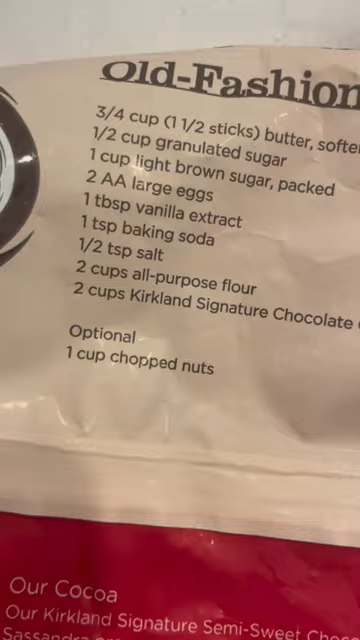 Old-Fashion
3/4 cup (1 1/2 sticks) butter, softe
1/2 cup granulated sugar
1 cup light brown sugar, packed
2 AA large eggs
1 tbsp vanilla extract
1 tsp baking soda
1/2 tsp salt
2 cups all-purpose flour
2 cups Kirkland Signature Chocolate
Optional
1 cup chopped nuts
Our Cocoa
Our Kirkland Signature Semi-Sweet Choc
Sassandra